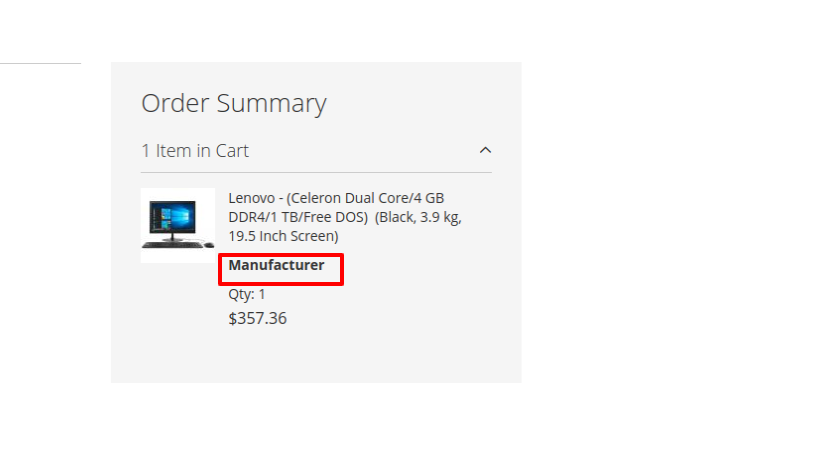 Order Summary
1 Item in Cart
Lenovo - (Celeron Dual Core/4 GB
DDR4/1 TB/Free DOS)  (Black, 3.9 kg,
19.5 Inch Screen)
Manufacturer
Qty: 1
$357.36